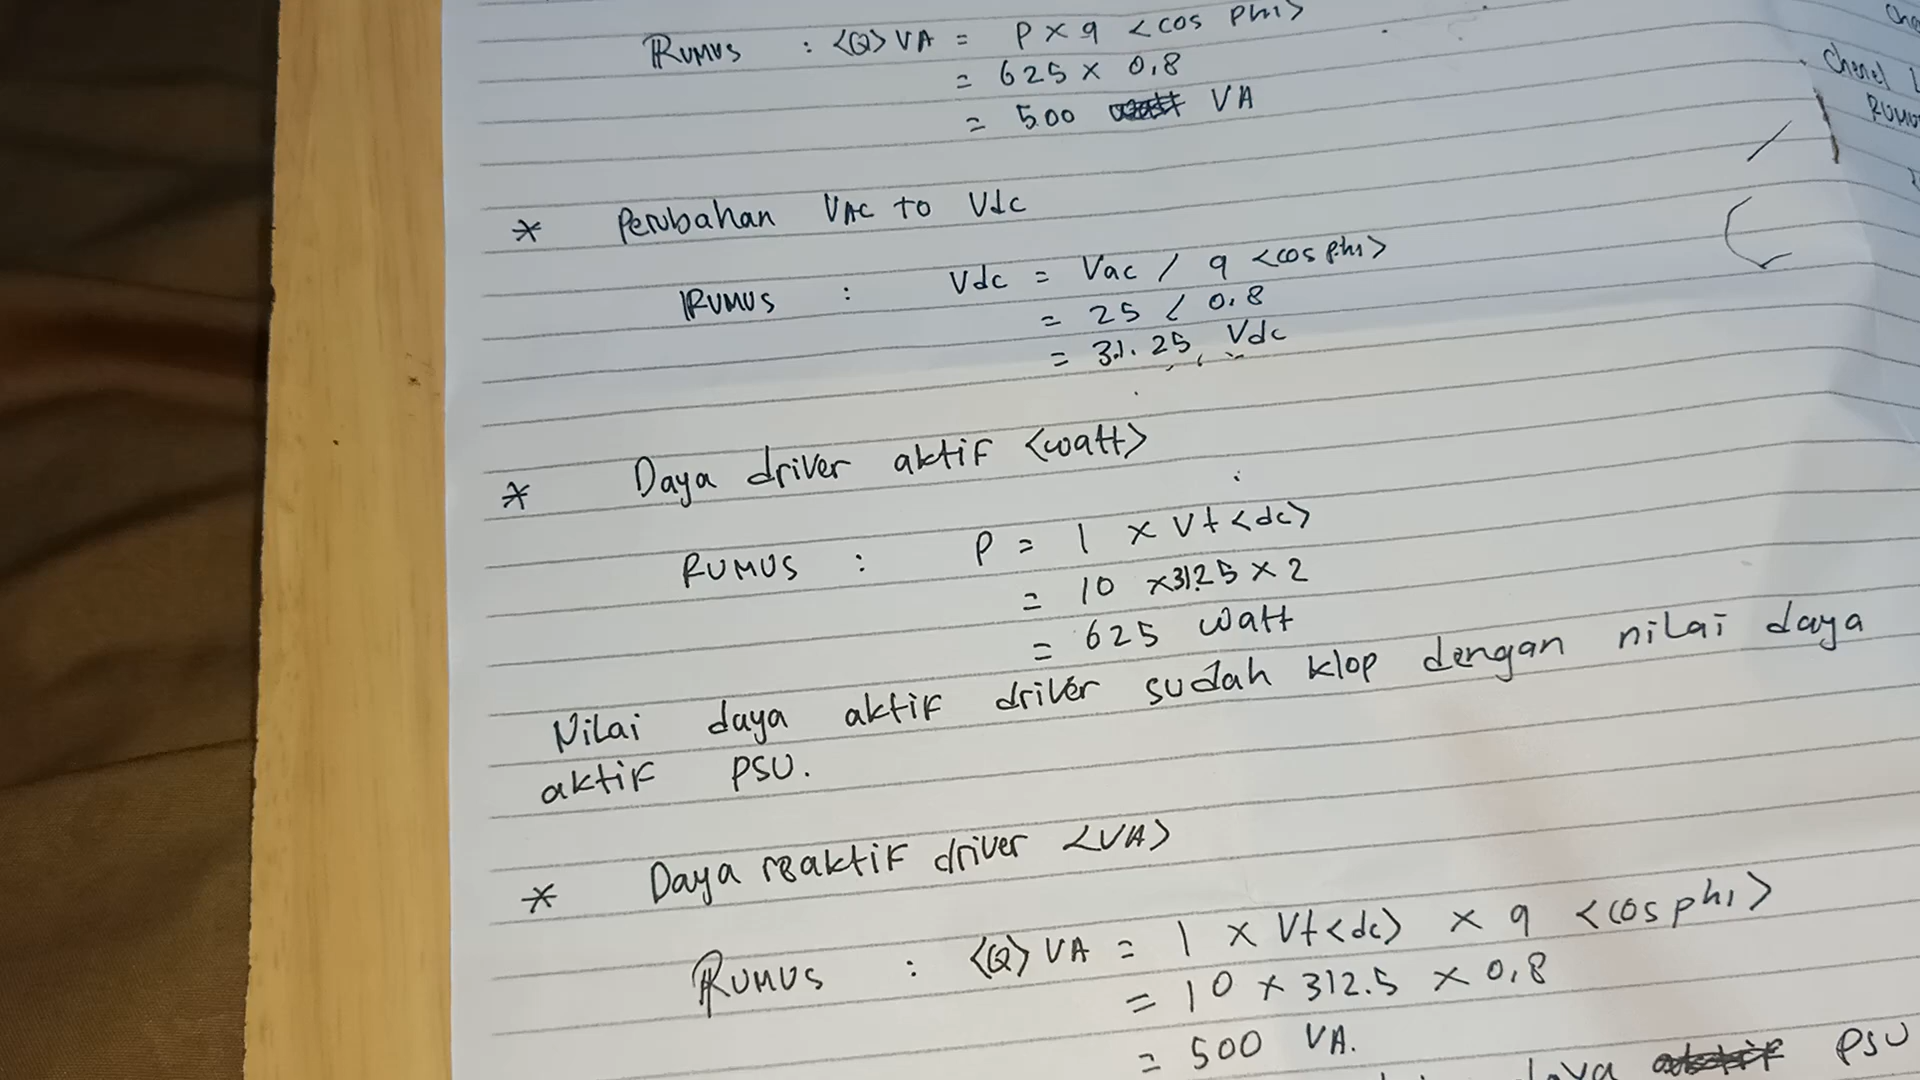 Rumus : <Q> VA = P x q <cos phi>
= 625 x 0,8
= 500 VA
* Perubahan VAC to Vdc
Rumus : Vdc = Vac / q <cos phi>
= 25 / 0,8
= 31.25 Vdc
* Daya driver aktif <watt>
Rumus : P = I x Vt <dc>
= 10 x 31.25 x 2
= 625 watt
Nilai daya aktif driver sudah klop dengan nilai daya
aktif PSU.
* Daya reaktif driver <VA>
Rumus : <Q> VA = I x Vt <dc> x q <cos phi>
= 10 x 312.5 x 0,8
= 500 VA.
PSU
Chenel